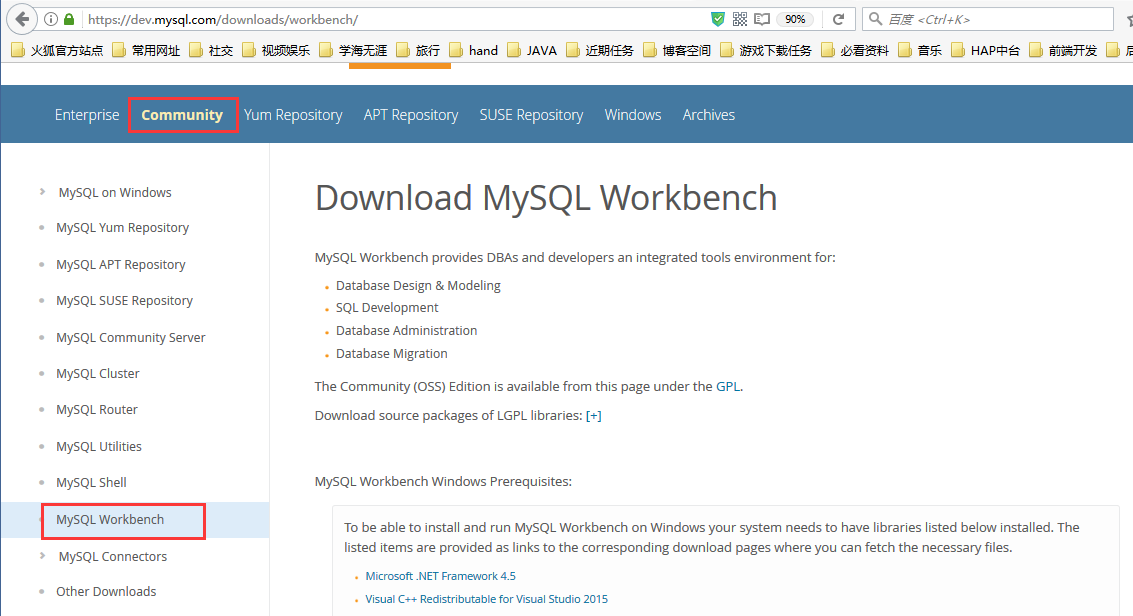 https://dev.mysql.com/downloads/workbench/
90%
百度 <Ctrl+K>
火狐官方站点 常用网址 社交 视频娱乐 学海无涯 旅行 hand JAVA 近期任务 博客空间 游戏下载任务 必看资料 音乐 HAP中台 前端开发
Enterprise Community Yum Repository APT Repository SUSE Repository Windows Archives
MySQL on Windows
MySQL Yum Repository
MySQL APT Repository
MySQL SUSE Repository
MySQL Community Server
MySQL Cluster
MySQL Router
MySQL Utilities
MySQL Shell
MySQL Workbench
MySQL Connectors
Other Downloads
Download MySQL Workbench
MySQL Workbench provides DBAs and developers an integrated tools environment for:
Database Design & Modeling
SQL Development
Database Administration
Database Migration
The Community (OSS) Edition is available from this page under the GPL.
Download source packages of LGPL libraries: [+]
MySQL Workbench Windows Prerequisites:
To be able to install and run MySQL Workbench on Windows your system needs to have libraries listed below installed. The
listed items are provided as links to the corresponding download pages where you can fetch the necessary files.
Microsoft .NET Framework 4.5
Visual C++ Redistributable for Visual Studio 2015